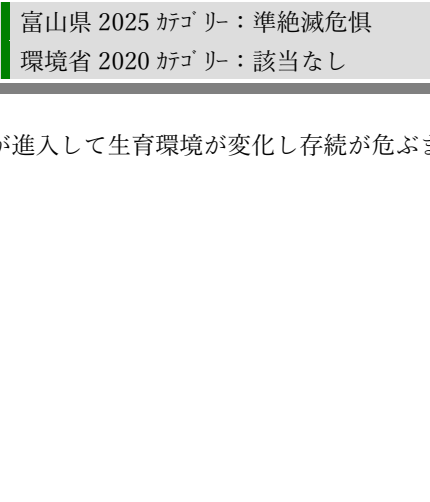 富山県 2025 ｶﾃｺﾞﾘｰ：準絶滅危惧
環境省 2020 ｶﾃｺﾞﾘｰ：該当なし
が進入して生育環境が変化し存続が危ぶま